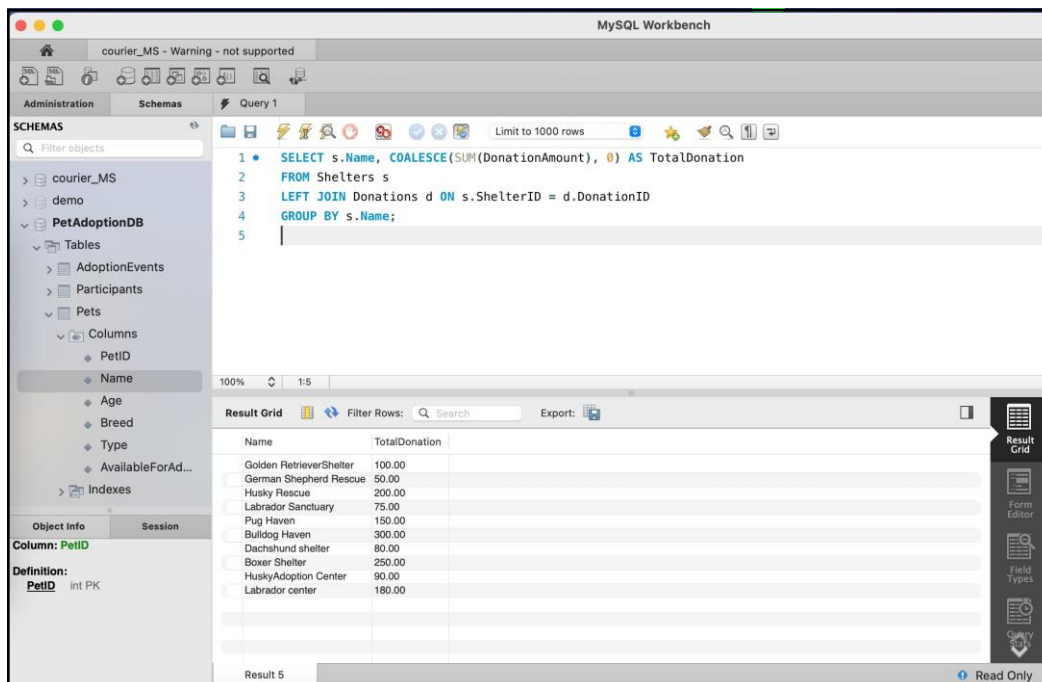 MySQL Workbench
courier_MS - Warning - not supported
Administration
Schemas
Query 1
SCHEMAS
Filter objects
courier_MS
demo
PetAdoptionDB
Tables
AdoptionEvents
Participants
Pets
Columns
PetID
Name
Age
Breed
Type
AvailableForAd...
Indexes
Object Info
Session
Column: PetID
Definition:
PetID int PK
Limit to 1000 rows
1 SELECT s.Name, COALESCE(SUM(DonationAmount), 0) AS TotalDonation
2 FROM Shelters s
3 LEFT JOIN Donations d ON s.ShelterID = d.DonationID
4 GROUP BY s.Name;
5
100% 1:5
Result Grid Filter Rows: Search Export:
Name TotalDonation
Golden RetrieverShelter 100.00
German Shepherd Rescue 50.00
Husky Rescue 200.00
Labrador Sanctuary 75.00
Pug Haven 150.00
Bulldog Haven 300.00
Dachshund shelter 80.00
Boxer Shelter 250.00
HuskyAdoption Center 90.00
Labrador center 180.00
Result
Grid
Form
Editor
Field
Types
Query
Stats
Result 5
Read Only